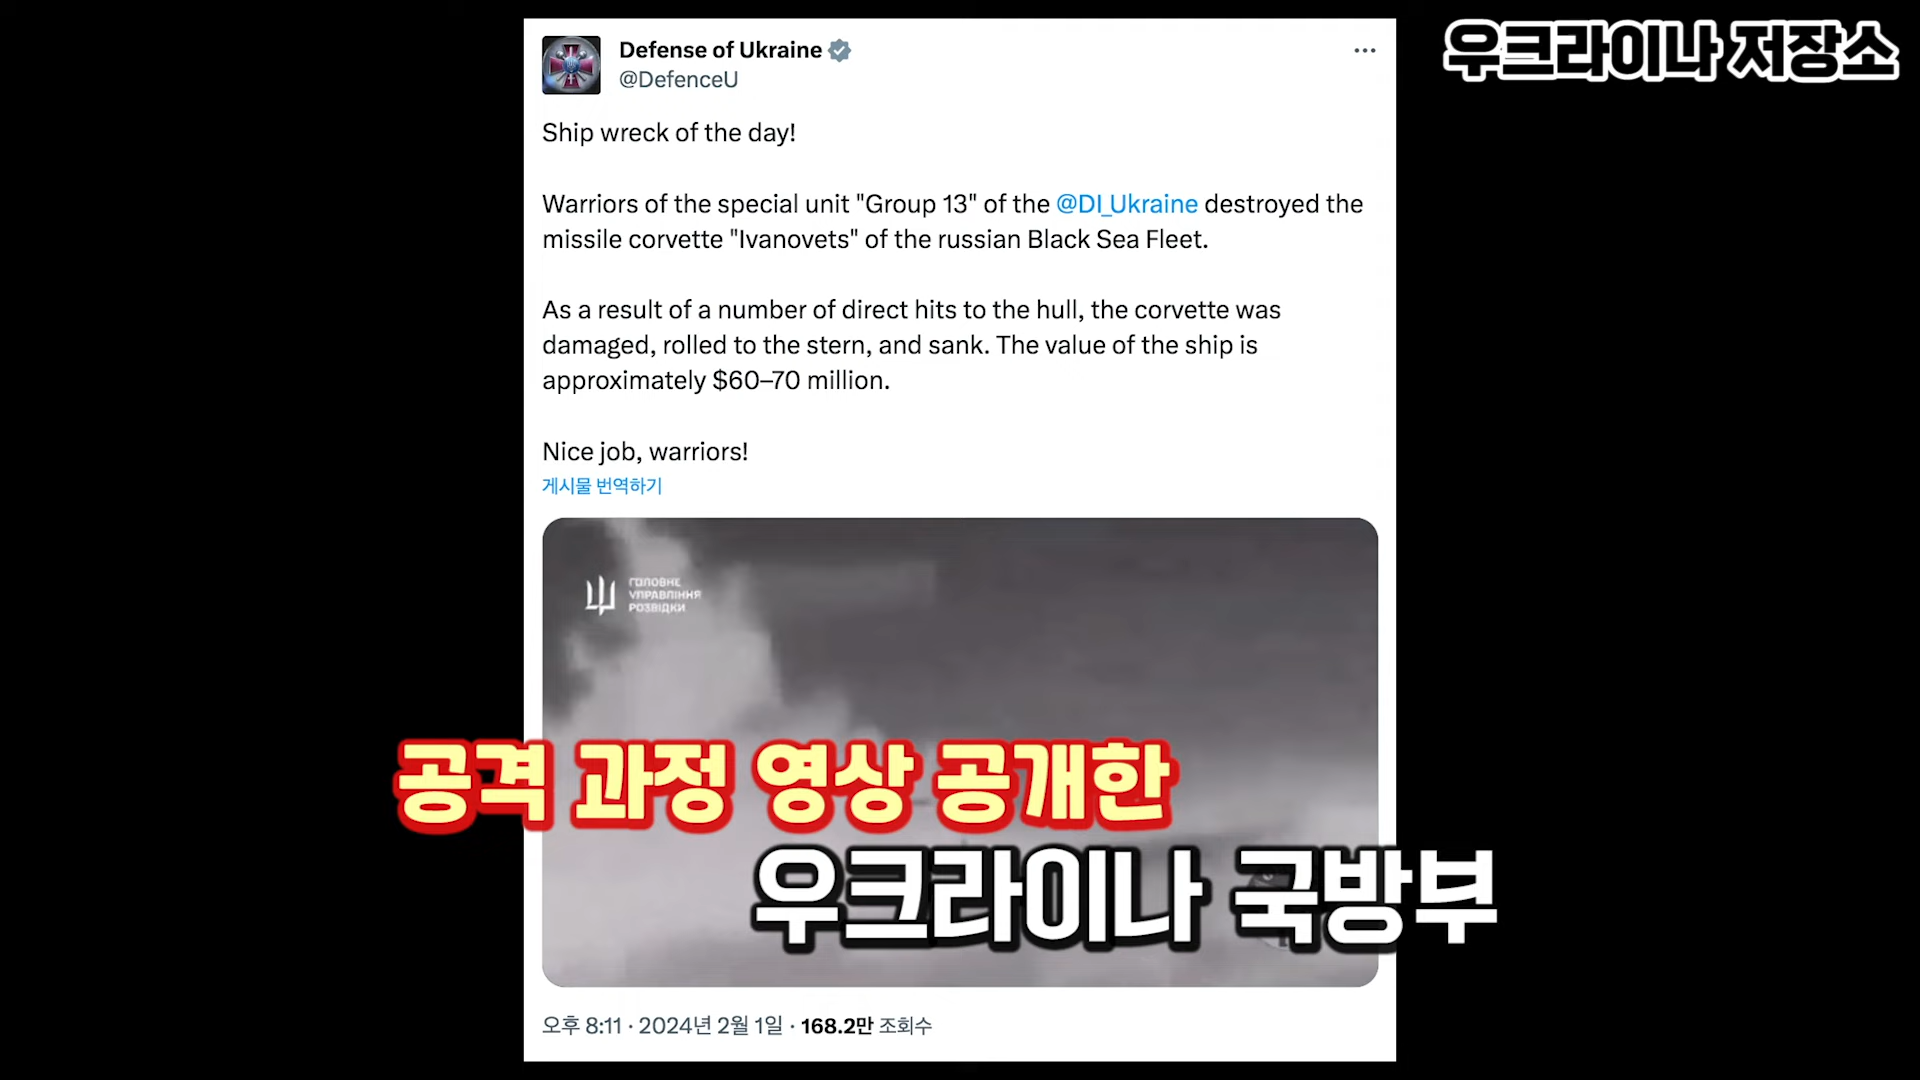 우크라이나 저장소
Defense of Ukraine
@DefenceU
Ship wreck of the day!
Warriors of the special unit "Group 13" of the @DI_Ukraine destroyed the
missile corvette "Ivanovets" of the russian Black Sea Fleet.
As a result of a number of direct hits to the hull, the corvette was
damaged, rolled to the stern, and sank. The value of the ship is
approximately $60–70 million.
Nice job, warriors!
게시물 번역하기
ГОЛОВНЕ
УПРАВЛІННЯ
РОЗВІДКИ
공격 과정 영상 공개한
우크라이나 국방부
오후 8:11 · 2024년 2월 1일 · 168.2만 조회수